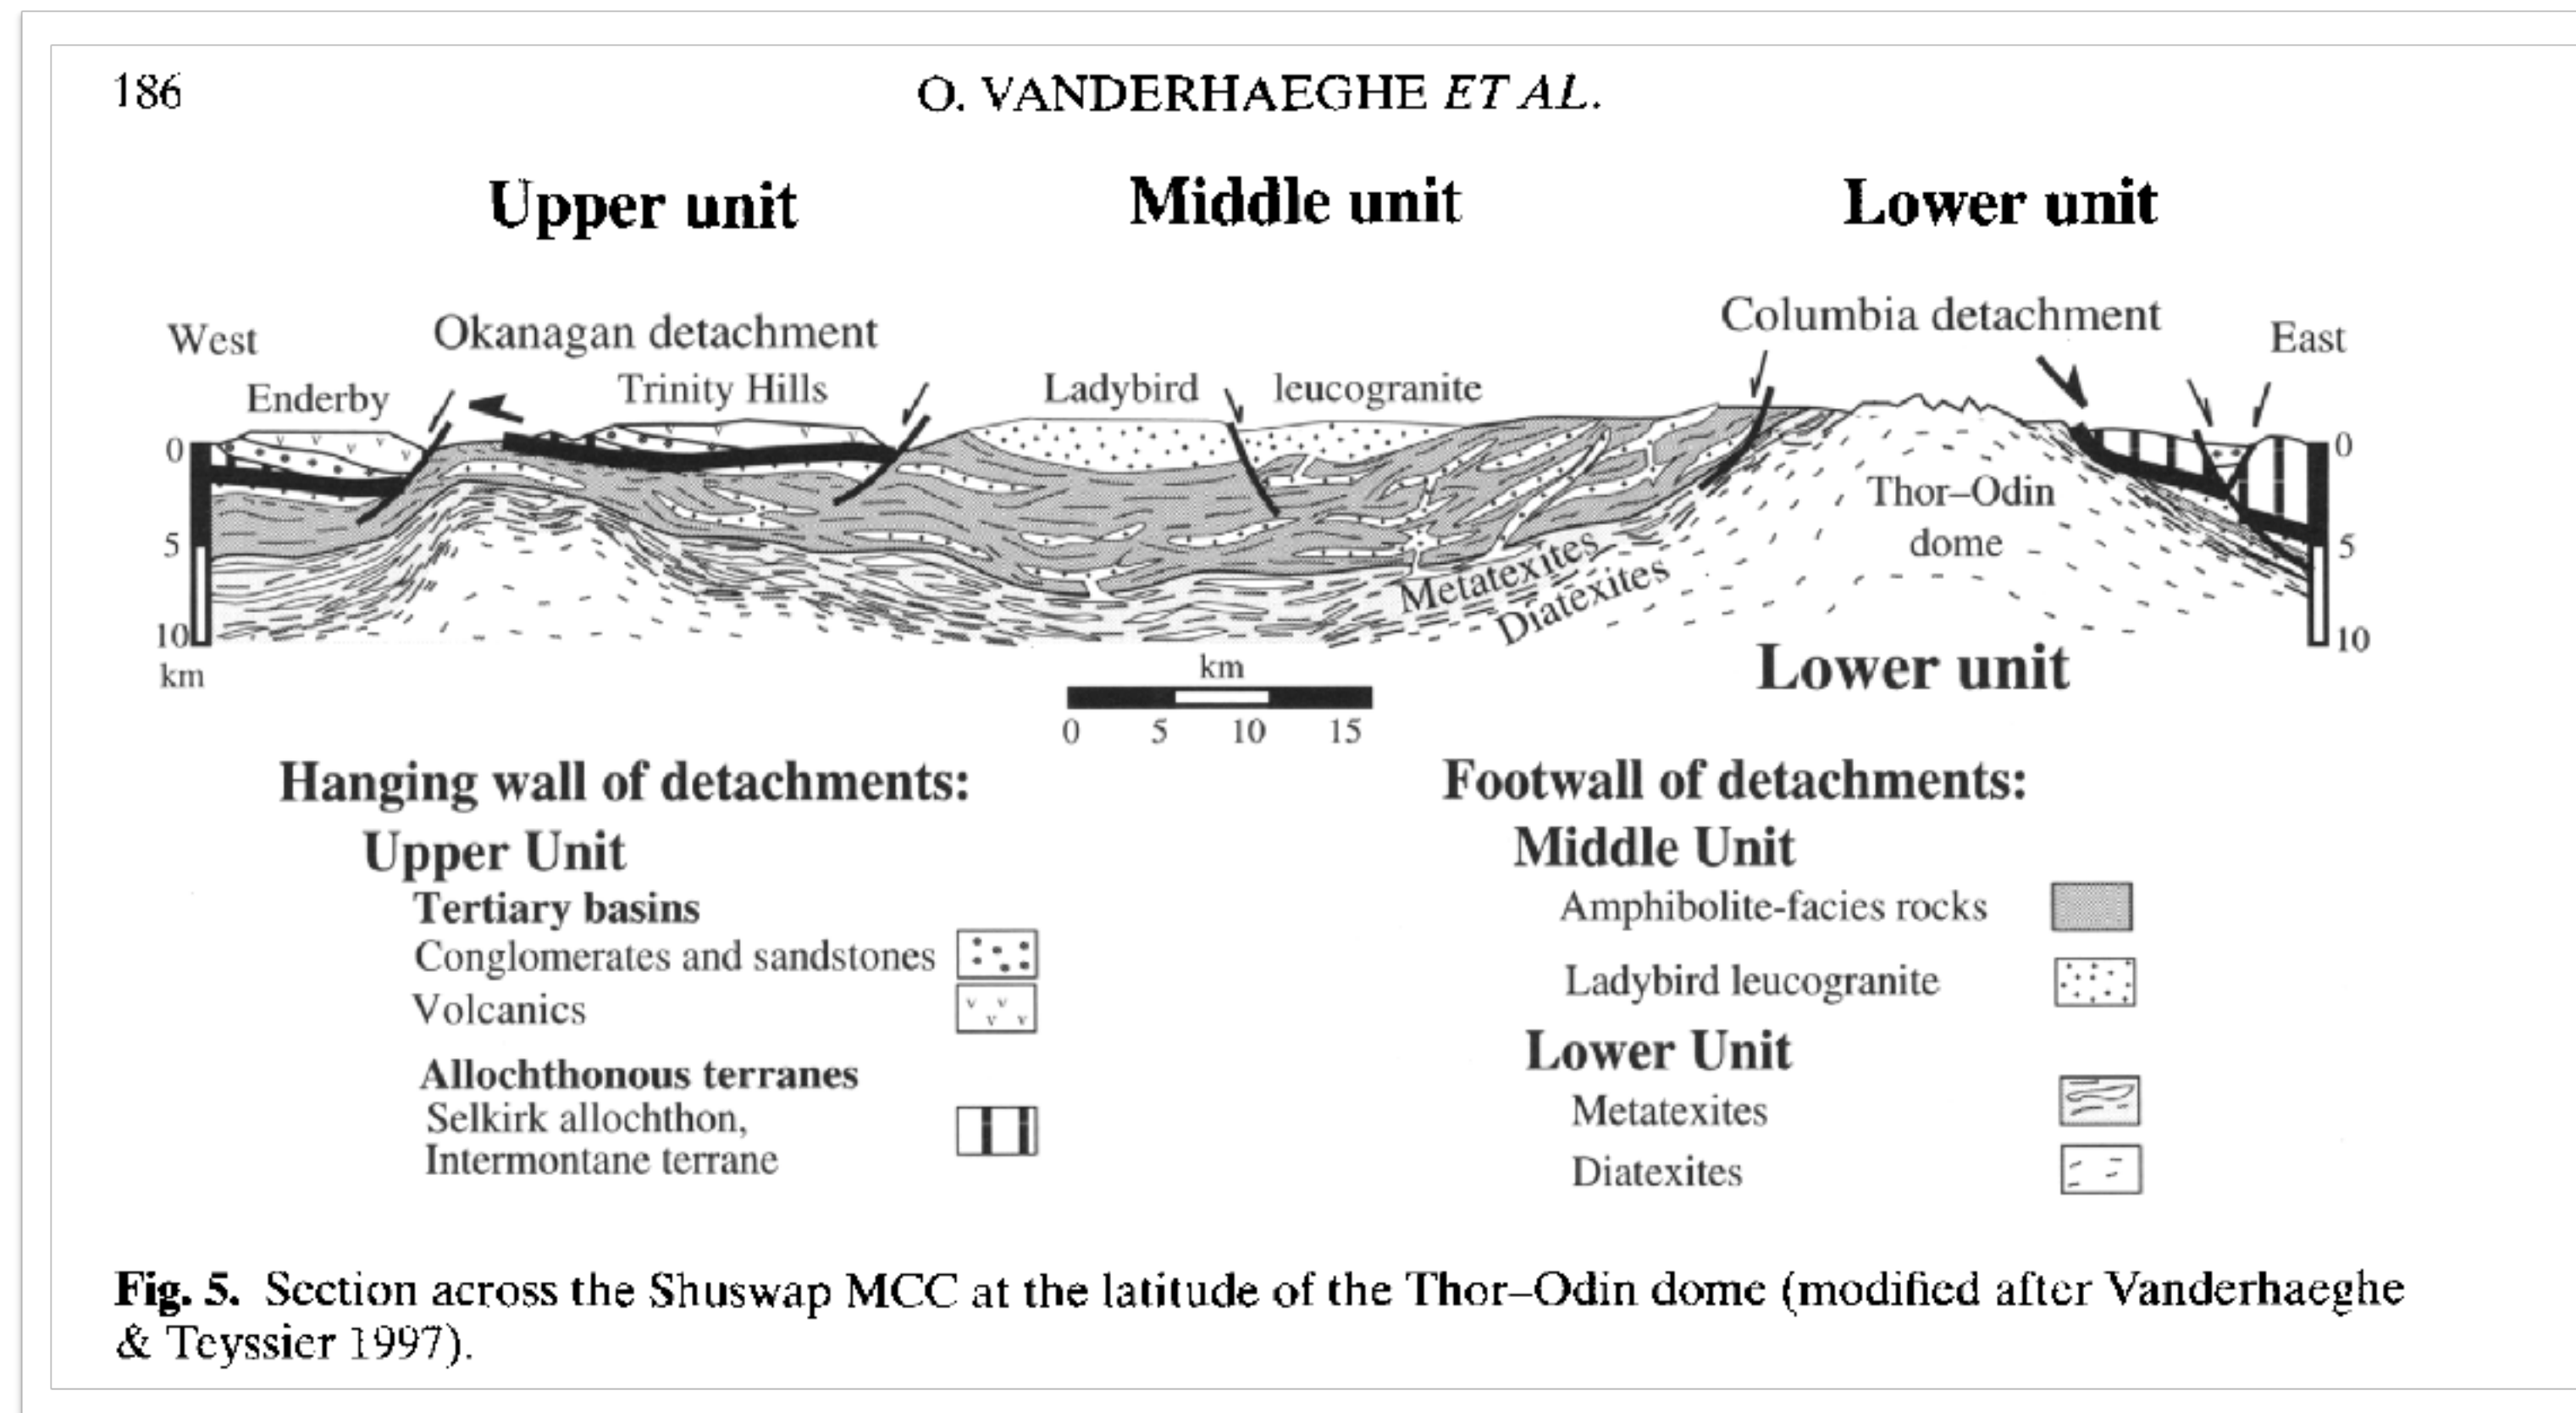 186
O. VANDERHAEGHE ET AL.
Upper unit
Middle unit
Lower unit
West
Okanagan detachment
Columbia detachment
East
Enderby
Trinity Hills
Ladybird
leucogranite
0
5
10
km
Thor–Odin
dome
Metatexites
Diatexites
0
5
10
Lower unit
km
0 5 10 15
Hanging wall of detachments:
Upper Unit
Tertiary basins
Conglomerates and sandstones
Volcanics
v v v v
Allochthonous terranes
Selkirk allochthon,
Intermontane terrane
Footwall of detachments:
Middle Unit
Amphibolite-facies rocks
Ladybird leucogranite
Lower Unit
Metatexites
Diatexites
Fig. 5. Section across the Shuswap MCC at the latitude of the Thor–Odin dome (modified after Vanderhaeghe
& Teyssier 1997).